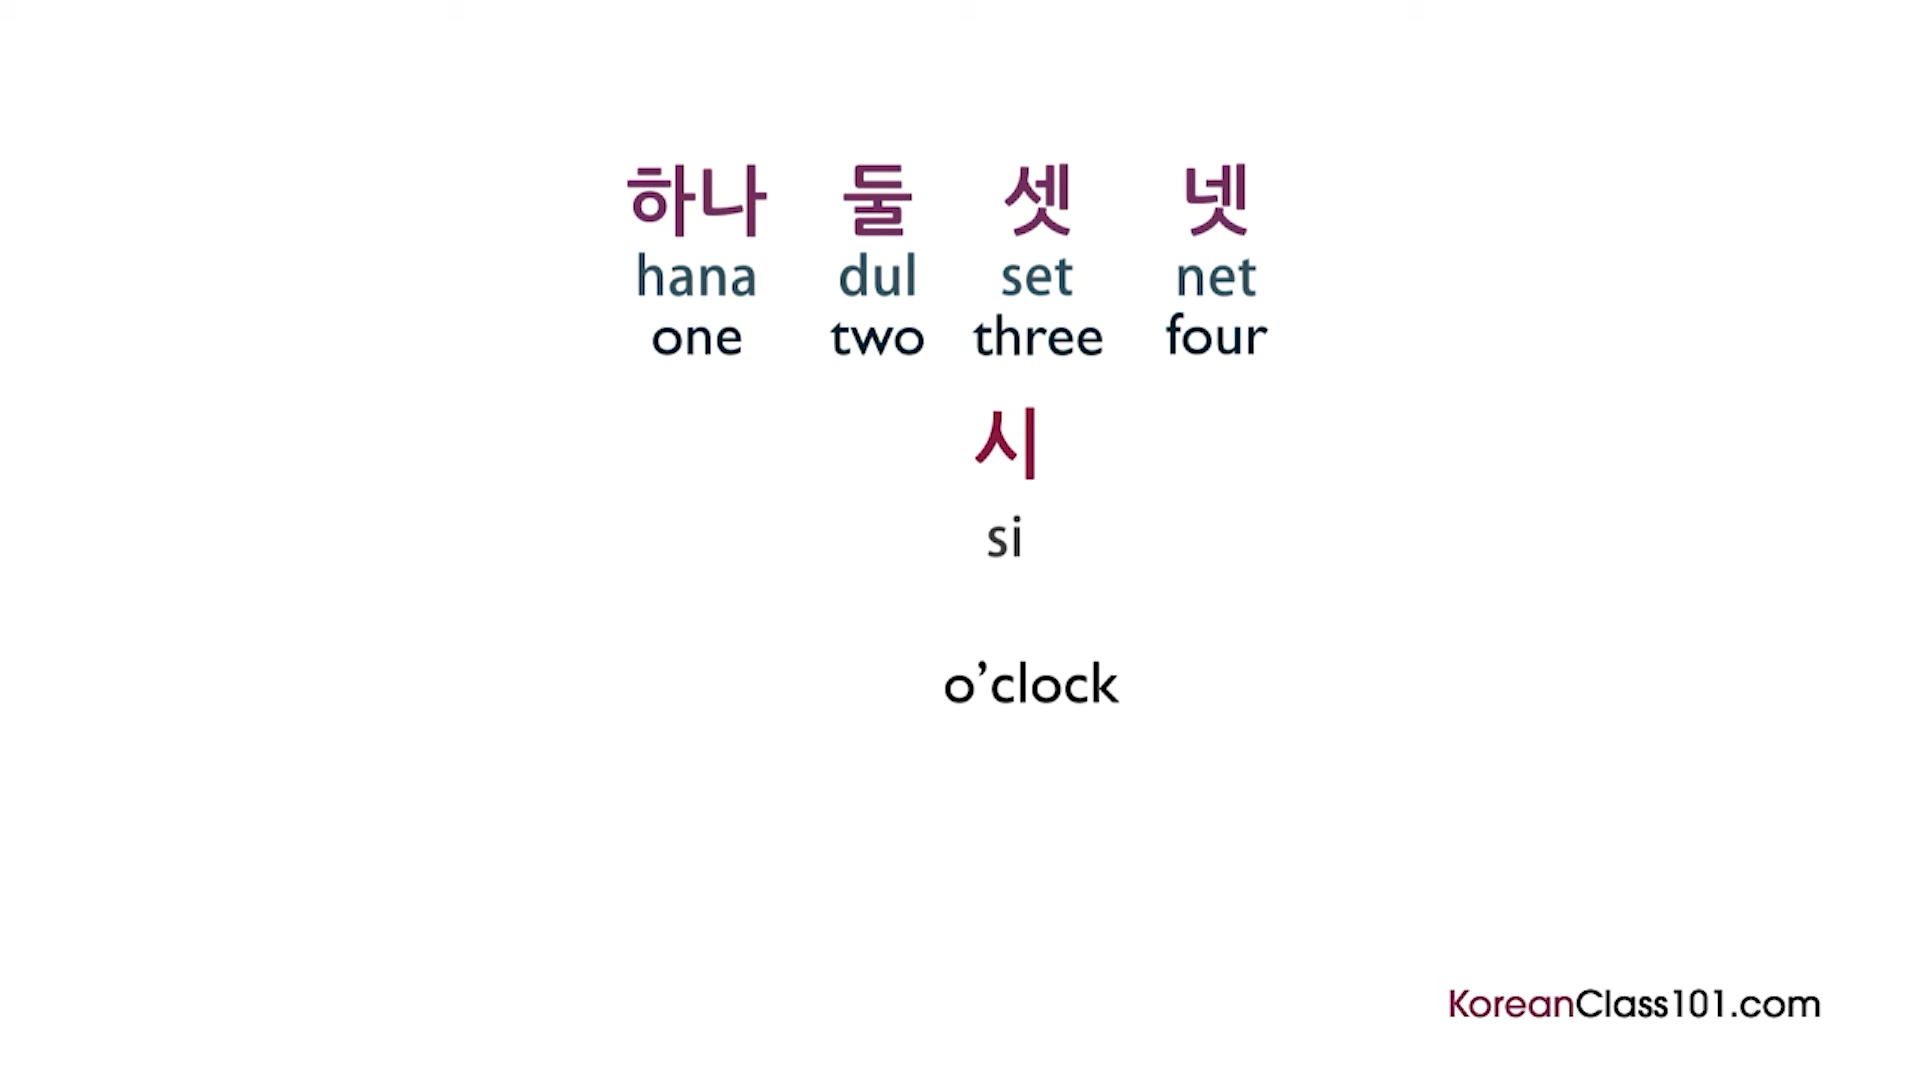 하나 둘 셋 넷
hana dul set net
one two three four
시
si
o’clock
KoreanClass101.com